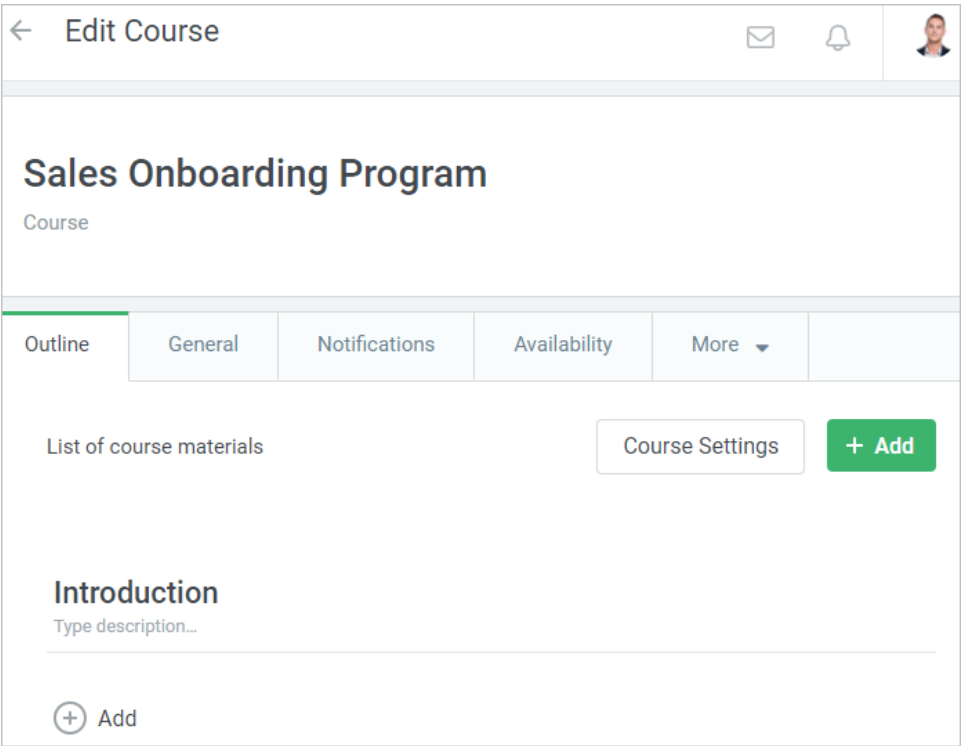 Edit Course
Sales Onboarding Program
Course
Outline General Notifications Availability More
List of course materials Course Settings + Add
Introduction
Type description...
Add